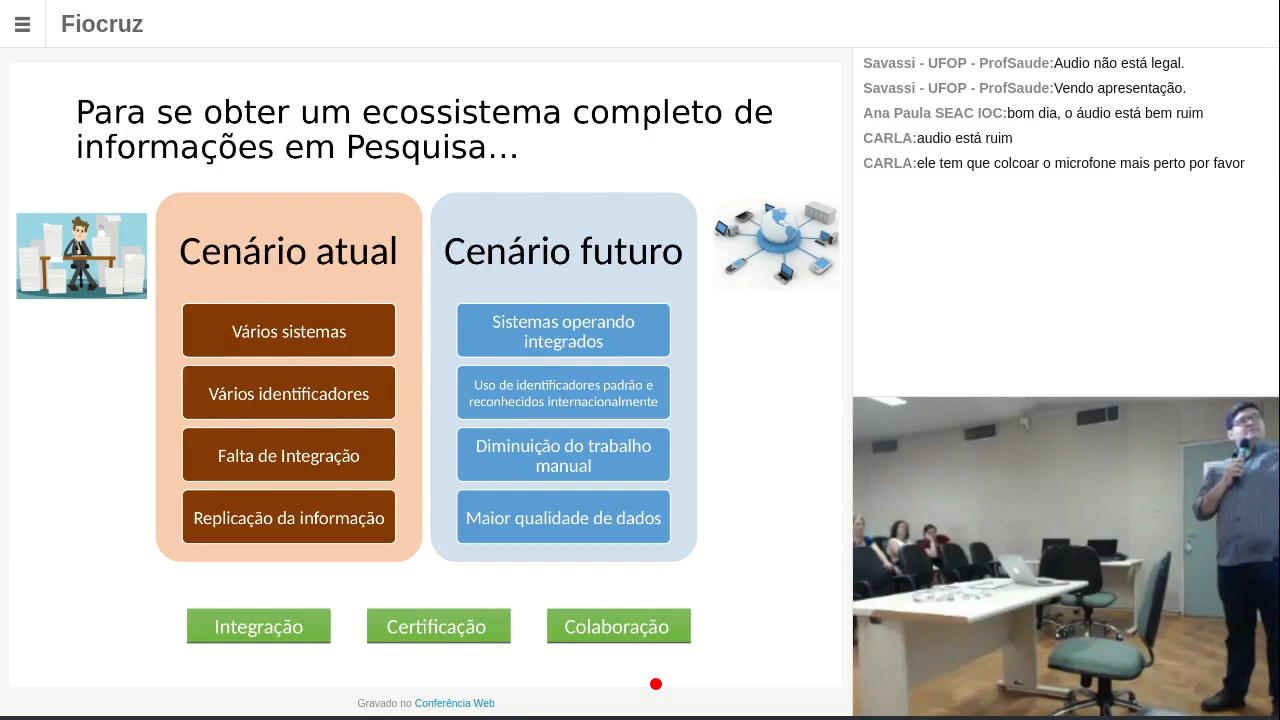 Fiocruz
Para se obter um ecossistema completo de
informações em Pesquisa...
Cenário atual
Vários sistemas
Vários identificadores
Falta de Integração
Replicação da informação
Cenário futuro
Sistemas operando
integrados
Uso de identificadores padrão e
reconhecidos internacionalmente
Diminuição do trabalho
manual
Maior qualidade de dados
Integração
Certificação
Colaboração
Gravado no Conferência Web
Savassi - UFOP - ProfSaude:Audio não está legal.
Savassi - UFOP - ProfSaude:Vendo apresentação.
Ana Paula SEAC IOC:bom dia, o áudio está bem ruim
CARLA:audio está ruim
CARLA:ele tem que colcoar o microfone mais perto por favor